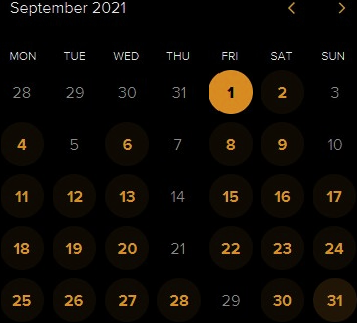 September 2021
MON TUE WED THU FRI SAT SUN
28 29 30 31 1 2 3
4 5 6 7 8 9 10
11 12 13 14 15 16 17
18 19 20 21 22 23 24
25 26 27 28 29 30 31